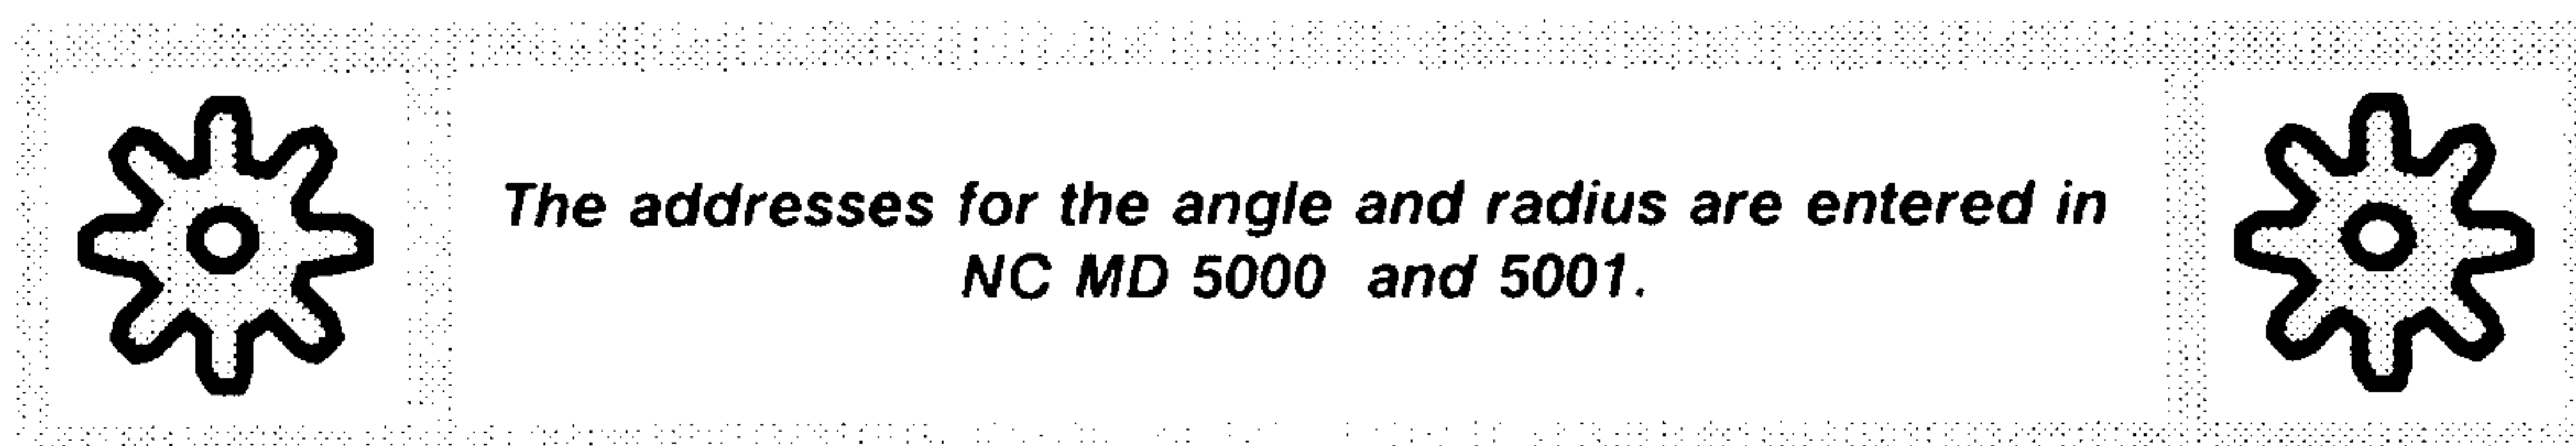 The addresses for the angle and radius are entered in
NC MD 5000 and 5001.